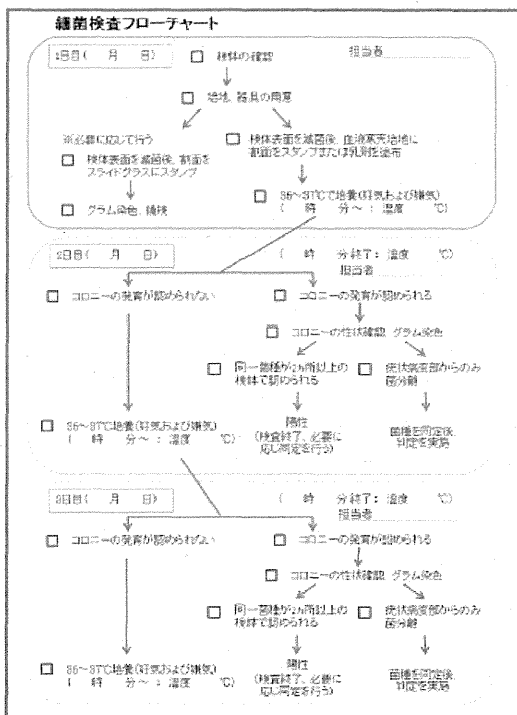 細菌検査フローチャート
1日目(　月　日)
□ 検体の確認
担当者
□ 培地、器具の用意
※必要に応じて行う
□ 検体表面を滅菌後、割面を
スライドグラスにスタンプ
□ 検体表面を滅菌後、血液寒天培地に
割面をスタンプまたは乳剤を塗布
□ グラム染色、鏡検
□ 35～37℃で培養(好気および嫌気)
(　時　分～：温度　℃)
2日目(　月　日)
(　時　分終了：温度　℃)
担当者
□ コロニーの発育が認められない
□ コロニーの発育が認められる
□ コロニーの性状確認、グラム染色
□ 同一菌種が2カ所以上の
検体で認められる
□ 疣状病変部からのみ
菌分離
□ 35～37℃培養(好気および嫌気)
(　時　分～：温度　℃)
陽性
(検査終了、必要に
応じ同定を行う)
菌種を同定後
判定を実施
3日目(　月　日)
(　時　分終了：温度　℃)
担当者
□ コロニーの発育が認められない
□ コロニーの発育が認められる
□ コロニーの性状確認、グラム染色
□ 同一菌種が2カ所以上の
検体で認められる
□ 疣状病変部からのみ
菌分離
□ 35～37℃培養(好気および嫌気)
(　時　分～：温度　℃)
陽性
(検査終了、必要に
応じ同定を行う)
菌種を同定後
判定を実施